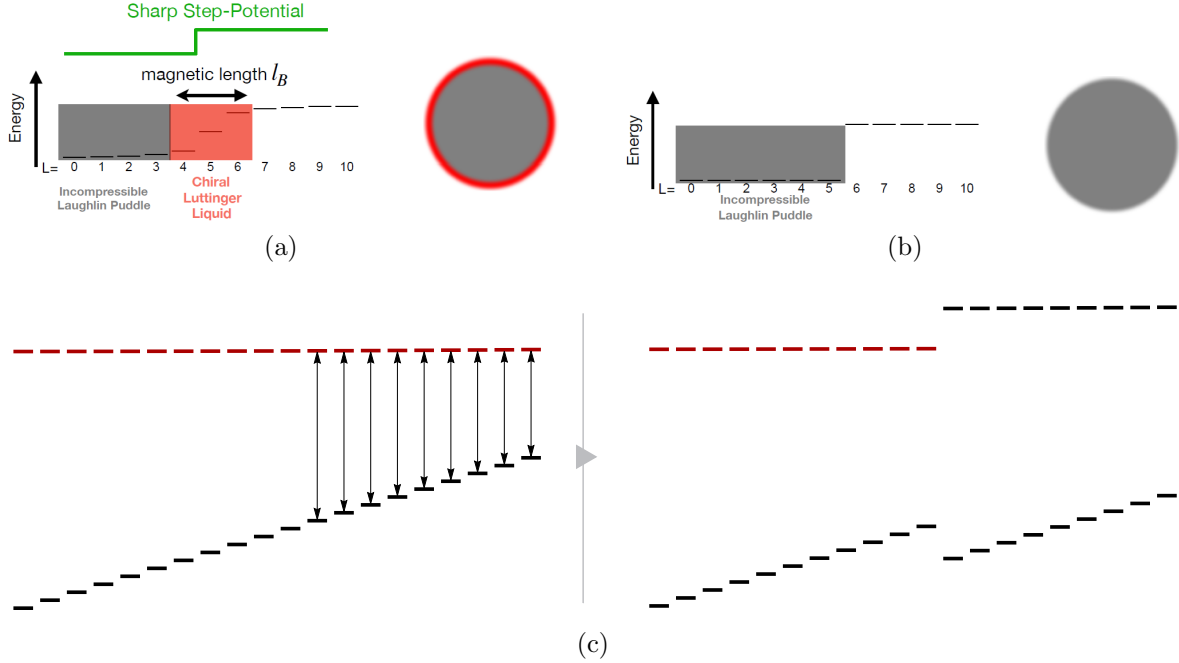 Sharp Step-Potential
magnetic length l_B
Energy
L= 0 1 2 3 4 5 6 7 8 9 10
Incompressible
Laughlin Puddle
Chiral
Luttinger
Liquid
(a)
Energy
L= 0 1 2 3 4 5 6 7 8 9 10
Incompressible
Laughlin Puddle
(b)
(c)